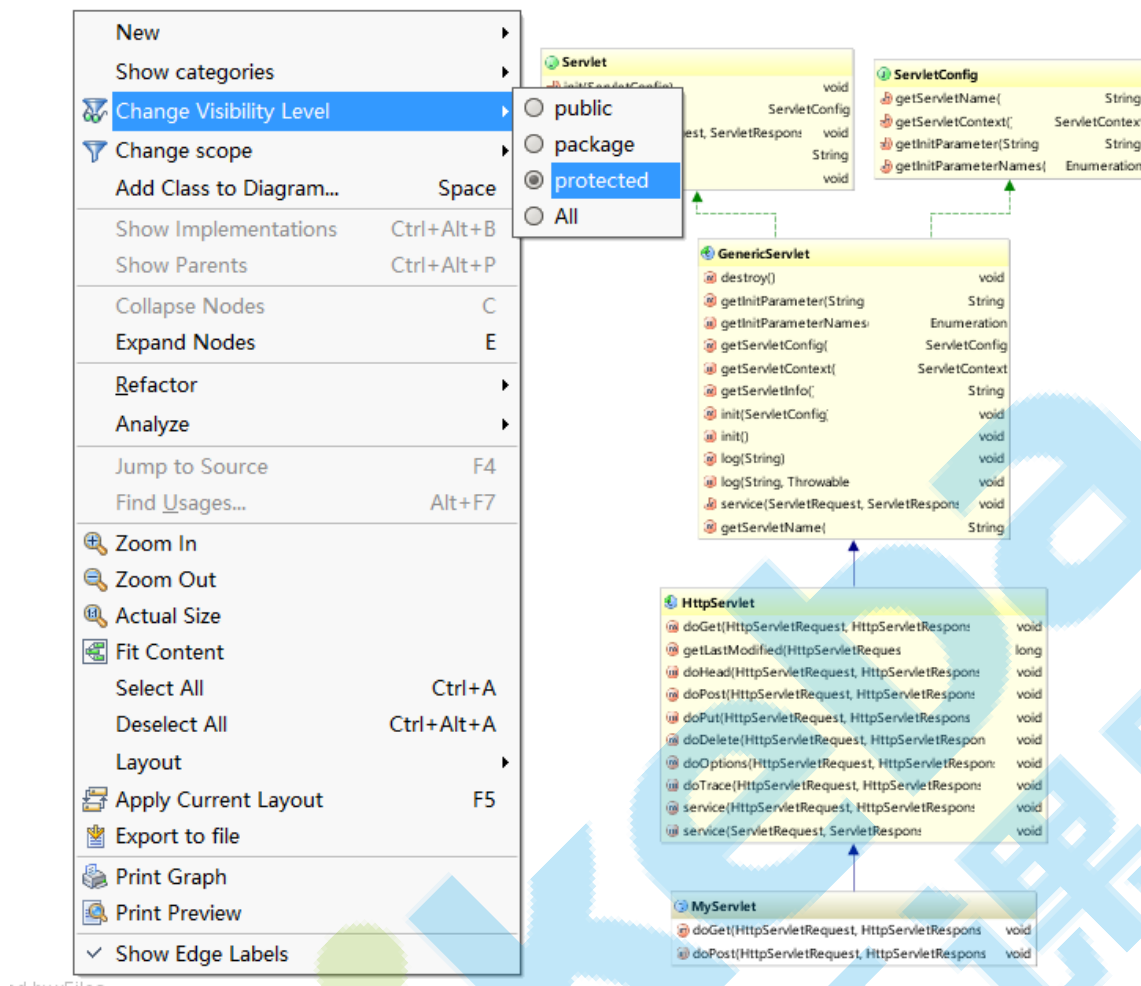 New
Show categories
Change Visibility Level
Change scope
Add Class to Diagram... Space
Show Implementations Ctrl+Alt+B
Show Parents Ctrl+Alt+P
Collapse Nodes C
Expand Nodes E
Refactor
Analyze
Jump to Source F4
Find Usages... Alt+F7
Zoom In
Zoom Out
Actual Size
Fit Content
Select All Ctrl+A
Deselect All Ctrl+Alt+A
Layout
Apply Current Layout F5
Export to file
Print Graph
Print Preview
Show Edge Labels
public
package
protected
All
Servlet
init(ServletConfig) void
ServletConfig
ServletRespons void
String
void
ServletConfig
getServletName( String
getServletContext( ServletContex
getInitParameter(String String
getInitParameterNames( Enumeration
GenericServlet
destroy() void
getInitParameter(String String
getInitParameterNames( Enumeration
getServletConfig( ServletConfig
getServletContext( ServletContext
getServletInfo( String
init(ServletConfig void
init() void
log(String) void
log(String, Throwable void
service(ServletRequest, ServletRespons void
getServletName( String
HttpServlet
doGet(HttpServletRequest, HttpServletRespons void
getLastModified(HttpServletReques long
doHead(HttpServletRequest, HttpServletRespons void
doPost(HttpServletRequest, HttpServletRespons void
doPut(HttpServletRequest, HttpServletRespons void
doDelete(HttpServletRequest, HttpServletRespon void
doOptions(HttpServletRequest, HttpServletRespon void
doTrace(HttpServletRequest, HttpServletRespons void
service(HttpServletRequest, HttpServletRespons void
service(ServletRequest, ServletRespons void
MyServlet
doGet(HttpServletRequest, HttpServletRespons void
doPost(HttpServletRequest, HttpServletRespons void